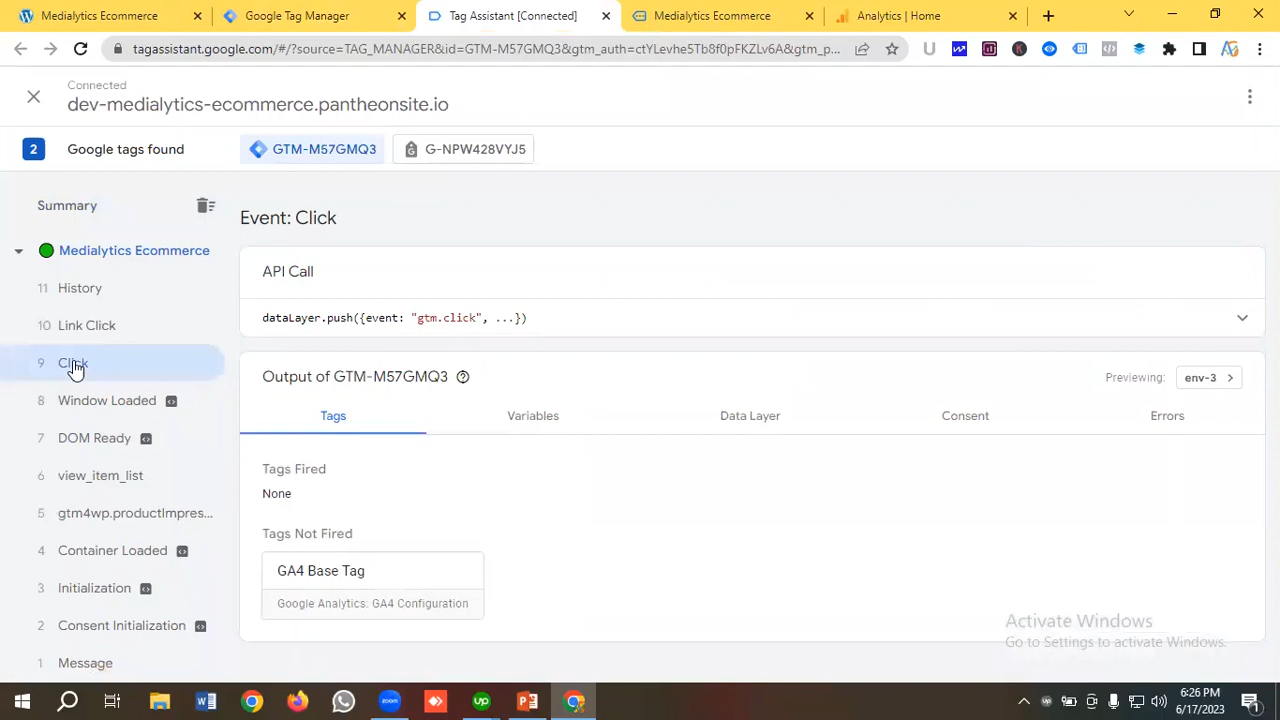 Medialytics Ecommerce
Google Tag Manager
Tag Assistant [Connected]
Medialytics Ecommerce
Analytics | Home
tagassistant.google.com/#/?source=TAG_MANAGER&id=GTM-M57GMQ3&gtm_auth=ctYLevhe5Tb8f0pFKZLv6A&gtm_p...
Connected
dev-medialytics-ecommerce.pantheonsite.io
2 Google tags found
GTM-M57GMQ3
G-NPW428VYJ5
Summary
Medialytics Ecommerce
11 History
10 Link Click
9 Click
8 Window Loaded
7 DOM Ready
6 view_item_list
5 gtm4wp.productImpres...
4 Container Loaded
3 Initialization
2 Consent Initialization
1 Message
Event: Click
API Call
dataLayer.push({event: "gtm.click", ...})
Output of GTM-M57GMQ3
Previewing: env-3
Tags
Variables
Data Layer
Consent
Errors
Tags Fired
None
Tags Not Fired
GA4 Base Tag
Google Analytics: GA4 Configuration
Activate Windows
Go to Settings to activate Windows.
6:26 PM
6/17/2023